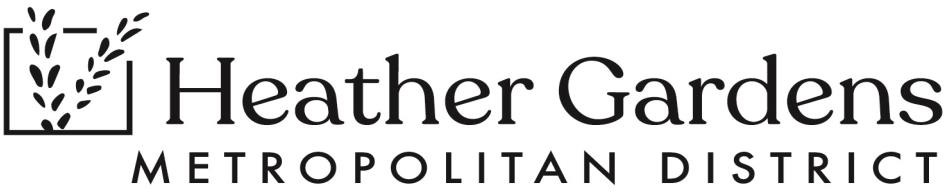 Heather Gardens
METROPOLITAN DISTRICT